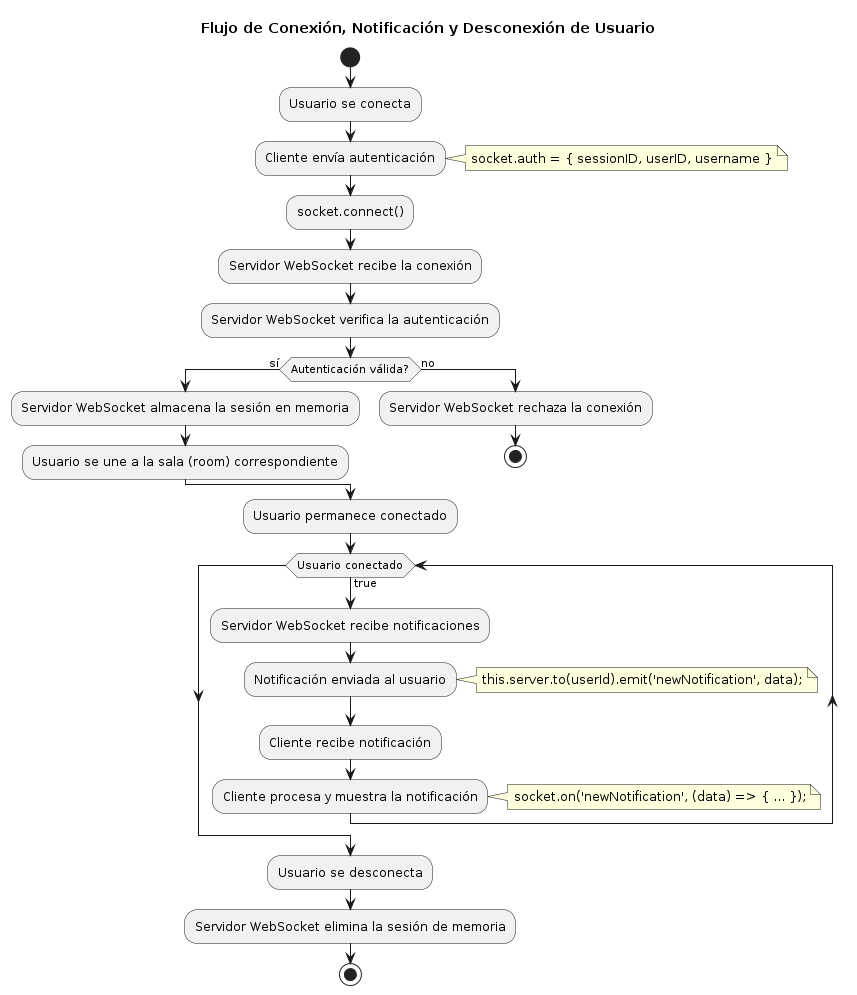 Flujo de Conexión, Notificación y Desconexión de Usuario
Usuario se conecta
Cliente envía autenticación
socket.auth = { sessionID, userID, username }
socket.connect()
Servidor WebSocket recibe la conexión
Servidor WebSocket verifica la autenticación
sí
Autenticación válida?
no
Servidor WebSocket almacena la sesión en memoria
Servidor WebSocket rechaza la conexión
Usuario se une a la sala (room) correspondiente
Usuario permanece conectado
Usuario conectado
true
Servidor WebSocket recibe notificaciones
Notificación enviada al usuario
this.server.to(userId).emit('newNotification', data);
Cliente recibe notificación
Cliente procesa y muestra la notificación
socket.on('newNotification', (data) => { ... });
Usuario se desconecta
Servidor WebSocket elimina la sesión de memoria